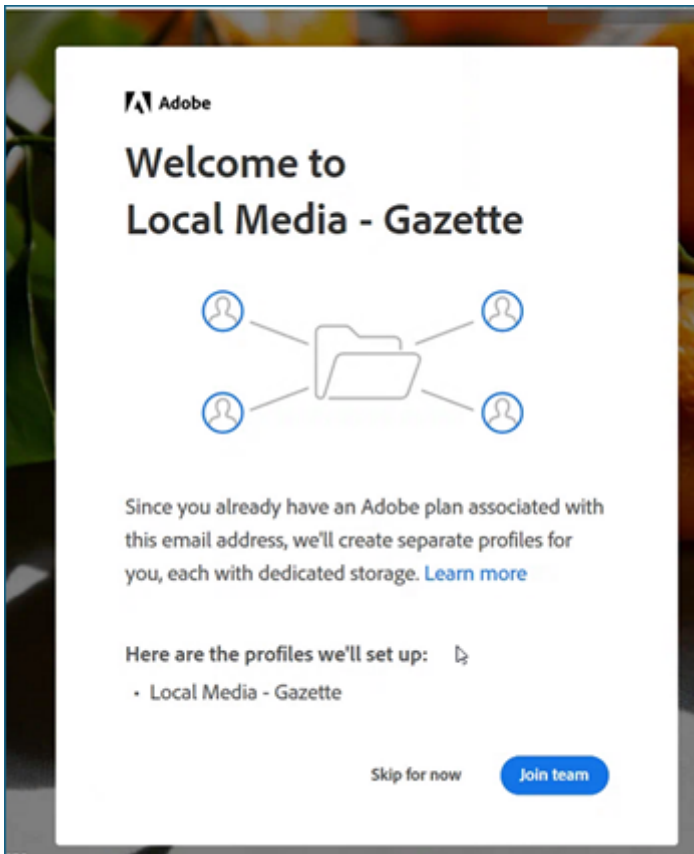 Adobe
Welcome to
Local Media - Gazette
Since you already have an Adobe plan associated with
this email address, we'll create separate profiles for
you, each with dedicated storage. Learn more
Here are the profiles we'll set up:
• Local Media - Gazette
Skip for now
Join team